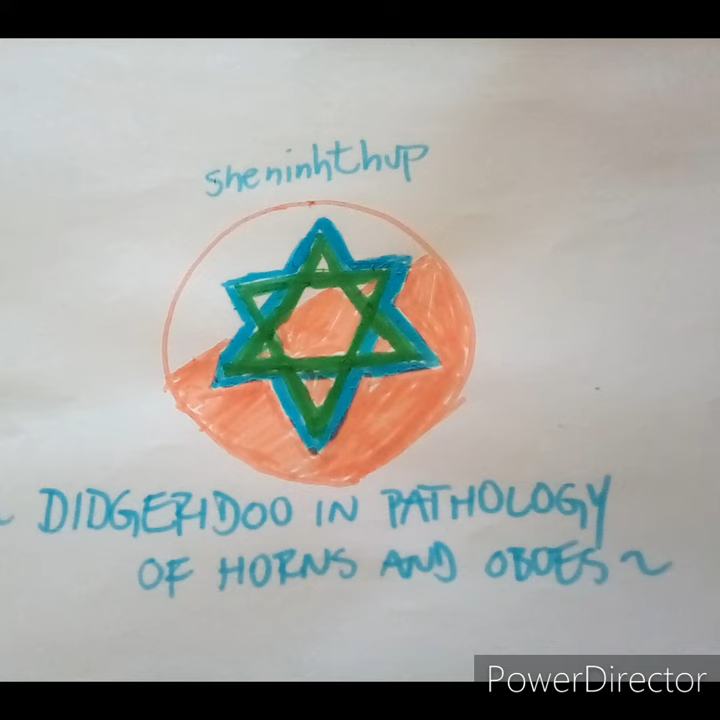 sheninhthup
~ DIDGERIDOO IN PATHOLOGY
OF HORNS AND OBOES ~
PowerDirector